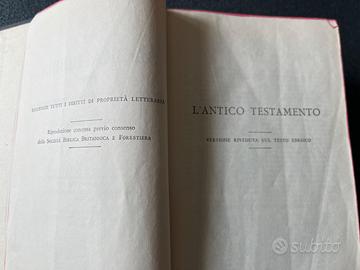 RISERVATI TUTTI I DIRITTI DI PROPRIETÀ LETTERARIA
Riproduzione concessa previo consenso
della SOCIETÀ BIBLICA BRITANNICA E FORESTIERA
L'ANTICO TESTAMENTO
VERSIONE RIVEDUTA SUL TESTO EBRAICO
subito